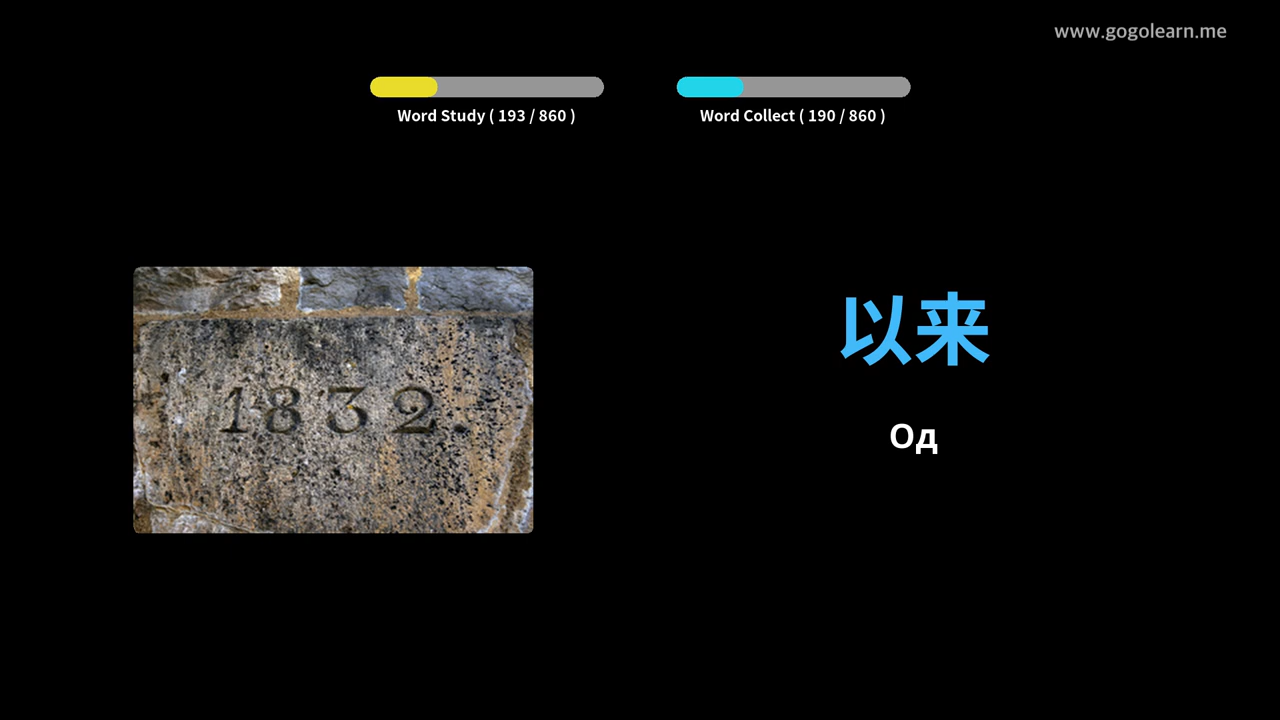 www.gogolearn.me
Word Study ( 193 / 860 )
Word Collect ( 190 / 860 )
1832.
以来
Од